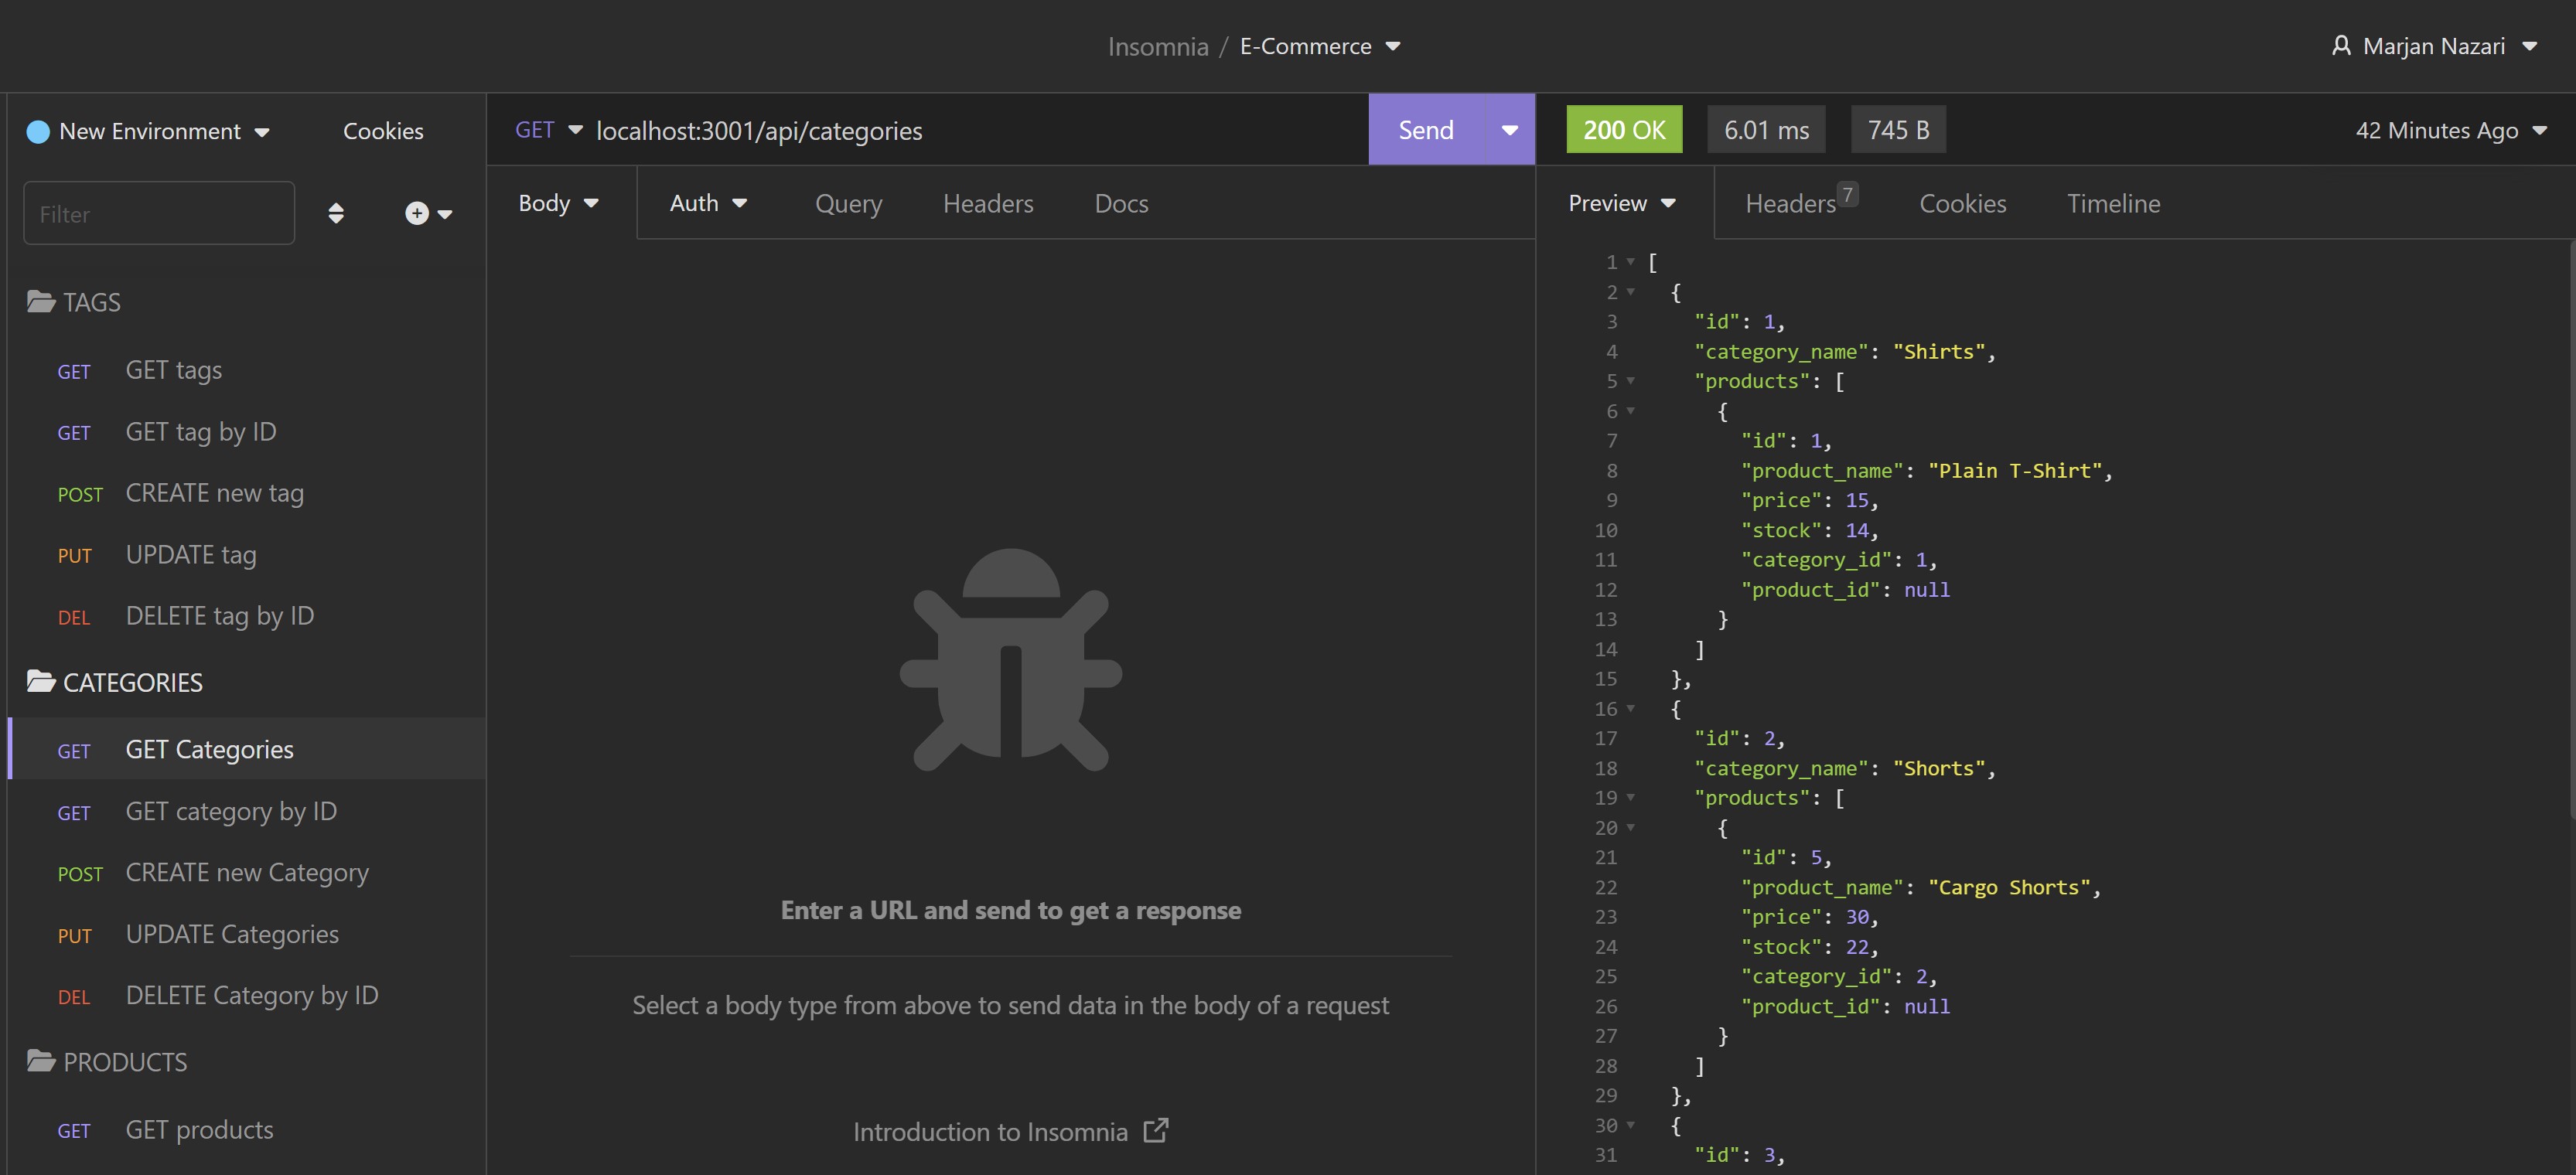 Insomnia / E-Commerce
Marjan Nazari
New Environment
Cookies
Filter
TAGS
GET GET tags
GET GET tag by ID
POST CREATE new tag
PUT UPDATE tag
DEL DELETE tag by ID
CATEGORIES
GET GET Categories
GET GET category by ID
POST CREATE new Category
PUT UPDATE Categories
DEL DELETE Category by ID
PRODUCTS
GET GET products
GET localhost:3001/api/categories
Send
Body Auth Query Headers Docs
Enter a URL and send to get a response
Select a body type from above to send data in the body of a request
Introduction to Insomnia
200 OK 6.01 ms 745 B 42 Minutes Ago
Preview Headers 7 Cookies Timeline
1 [
2 {
3 "id": 1,
4 "category_name": "Shirts",
5 "products": [
6 {
7 "id": 1,
8 "product_name": "Plain T-Shirt",
9 "price": 15,
10 "stock": 14,
11 "category_id": 1,
12 "product_id": null
13 }
14 ]
15 },
16 {
17 "id": 2,
18 "category_name": "Shorts",
19 "products": [
20 {
21 "id": 5,
22 "product_name": "Cargo Shorts",
23 "price": 30,
24 "stock": 22,
25 "category_id": 2,
26 "product_id": null
27 }
28 ]
29 },
30 {
31 "id": 3,